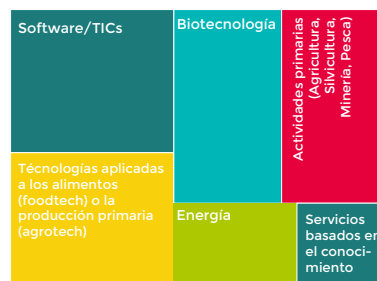 Software/TICs
Biotecnología
Actividades primarias
(Agricultura,
Silvicultura,
Minería, Pesca)
Técnologías aplicadas
a los alimentos
(foodtech) o la
producción primaria
(agrotech)
Energía
Servicios
basados en
el conoci-
miento